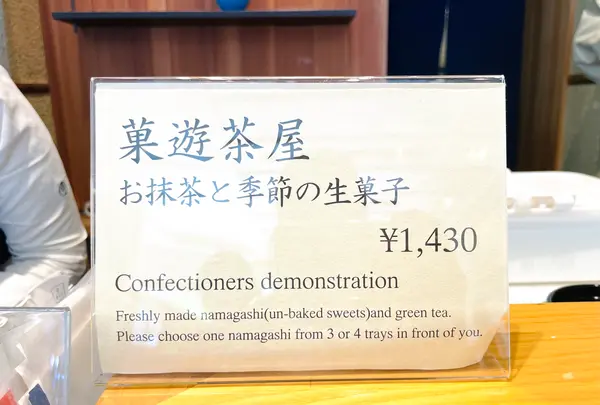 菓遊茶屋
お抹茶と季節の生菓子
¥1,430
Confectioners demonstration
Freshly made namagashi(un-baked sweets)and green tea.
Please choose one namagashi from 3 or 4 trays in front of you.